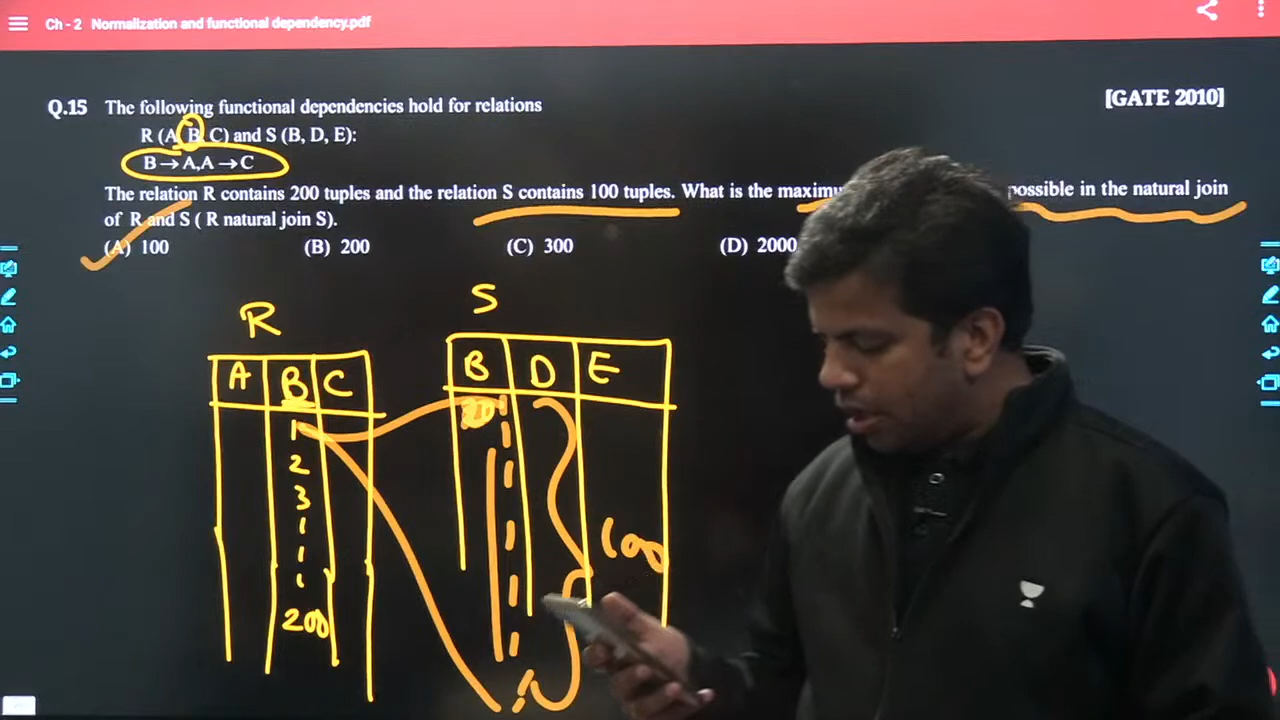 Ch - 2 Normalization and functional dependency.pdf
Q.15 The following functional dependencies hold for relations [GATE 2010]
R (A, B, C) and S (B, D, E):
B → A, A → C
The relation R contains 200 tuples and the relation S contains 100 tuples. What is the possible in the natural join
of R and S ( R natural join S).
(A) 100 (B) 200 (C) 300 (D) 2000
R S
A B C B D E
1
2
3
100
200